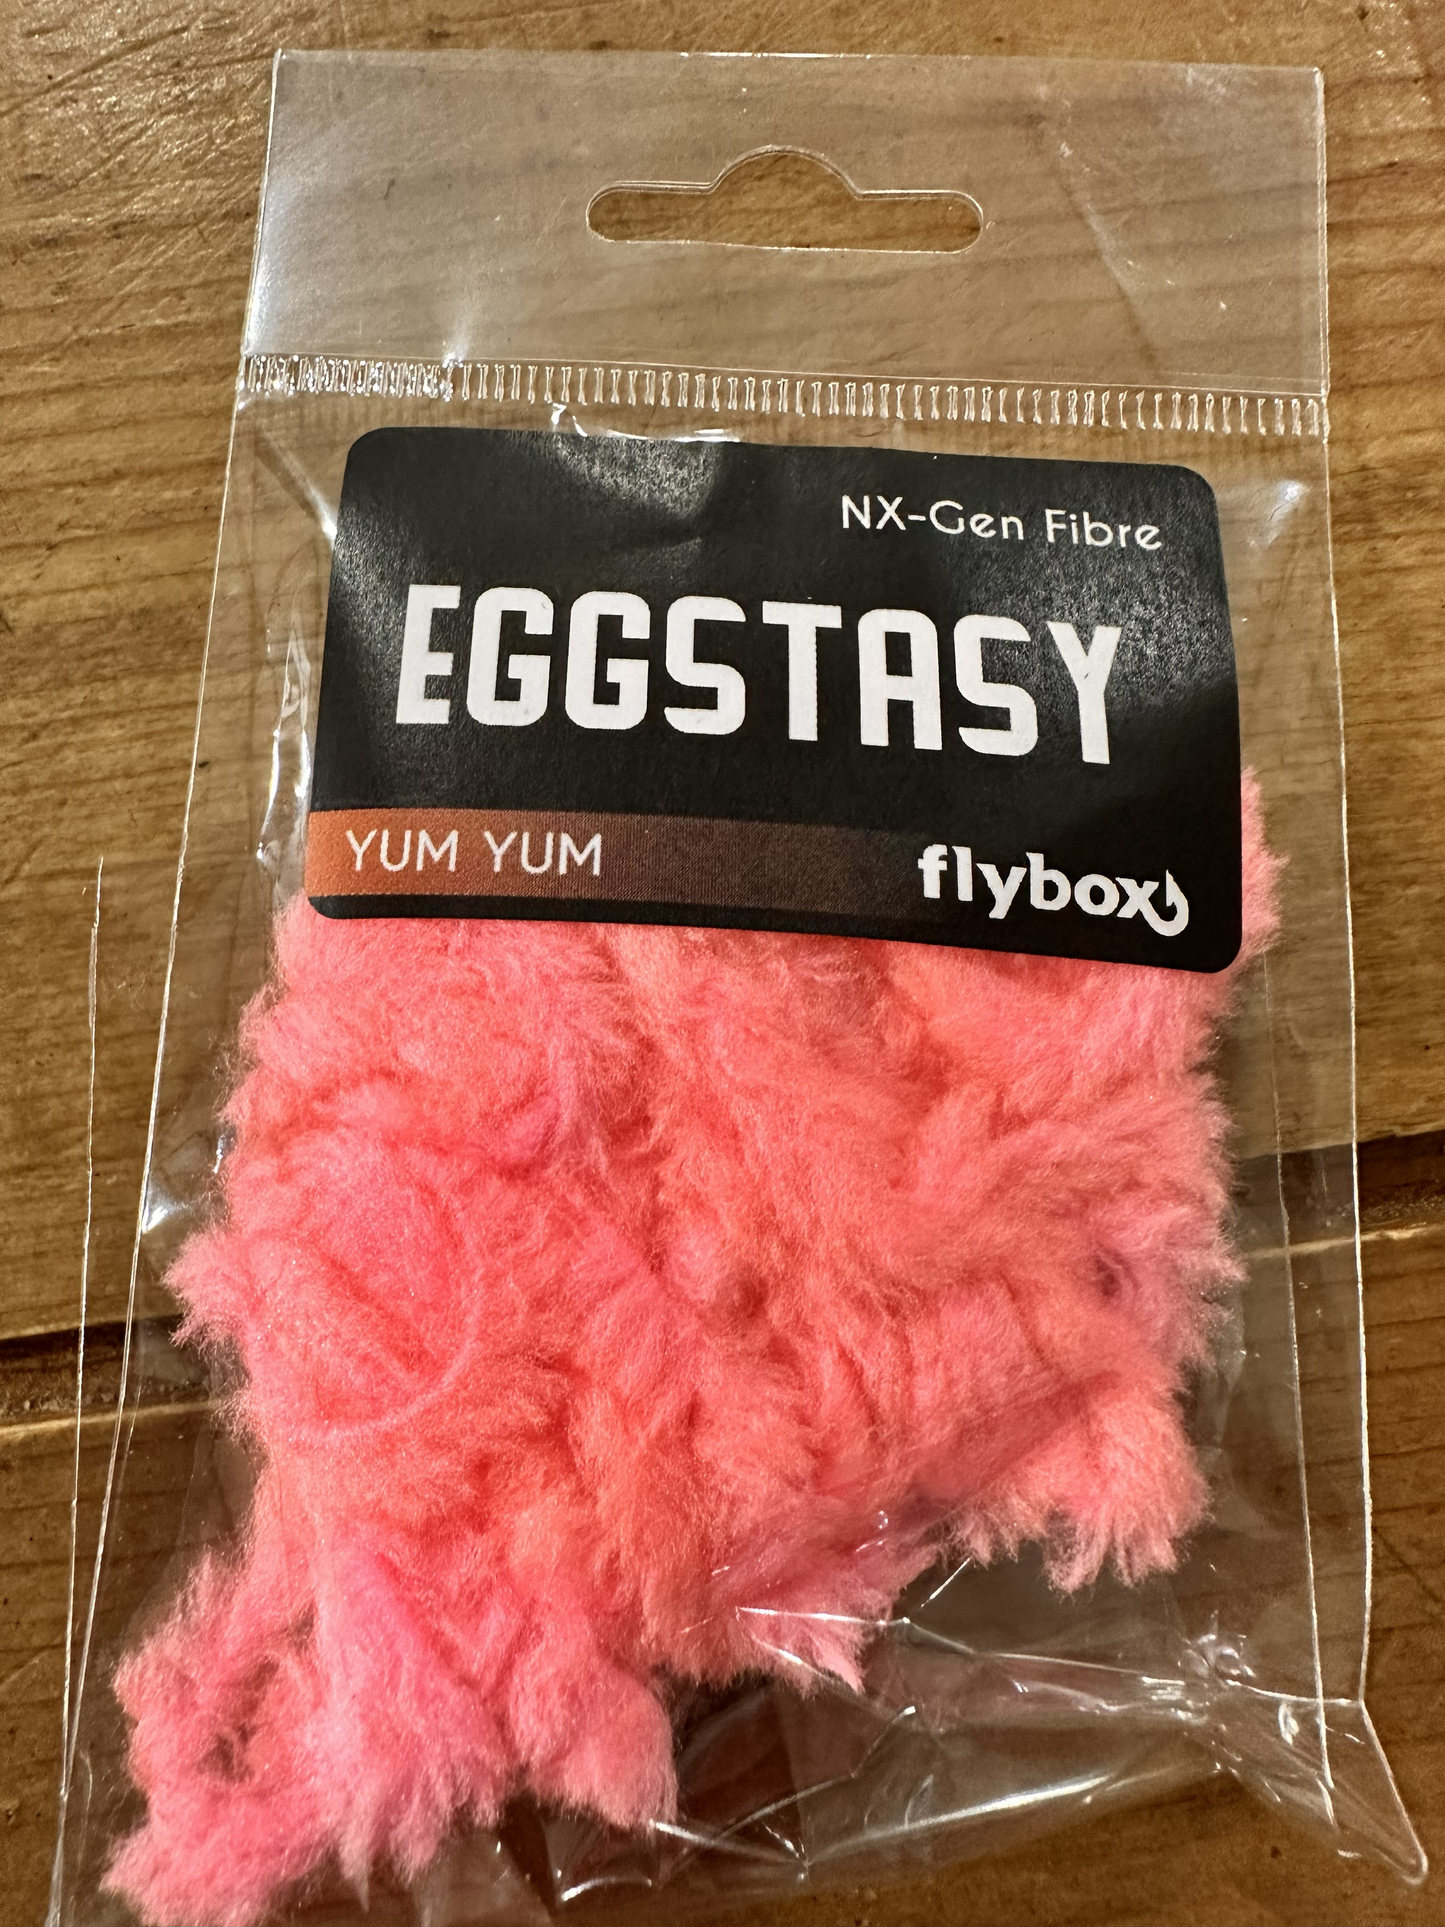 NX-Gen Fibre
EGGSTASY
YUM YUM
flybox